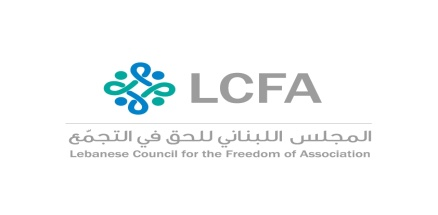 LCFA
المجلس اللبناني للحق في التجمّع
Lebanese Council for the Freedom of Association